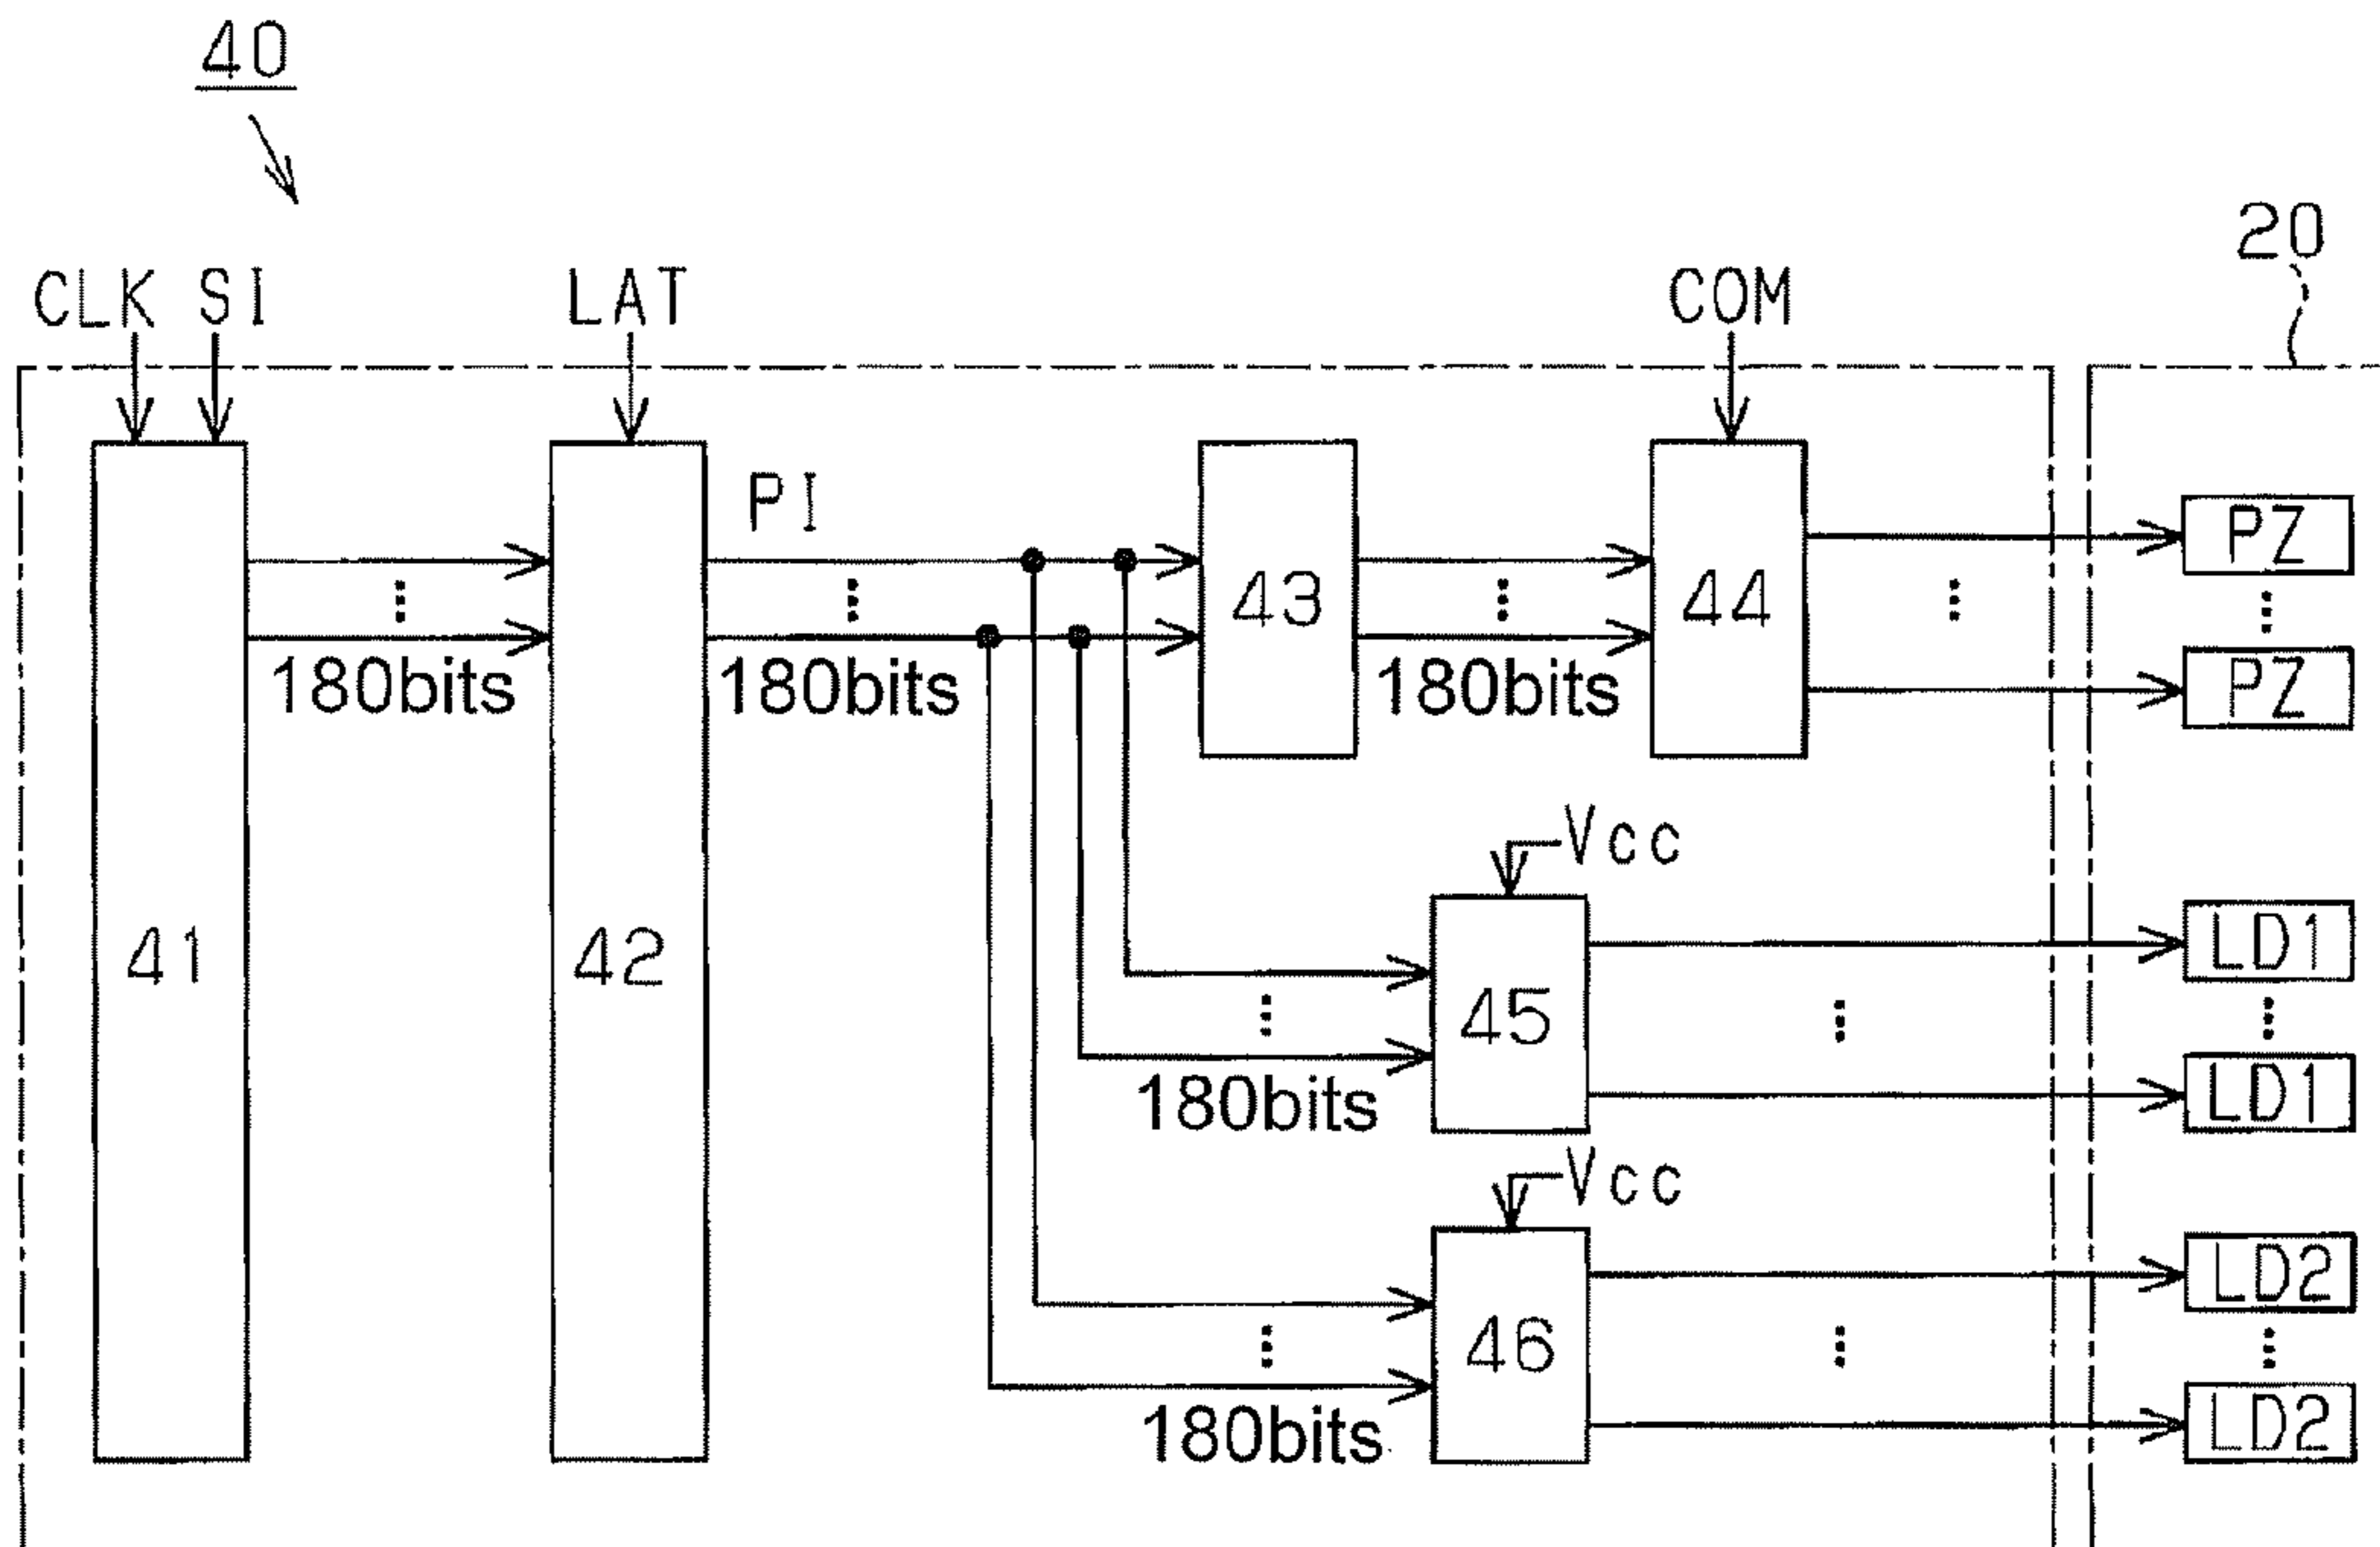 40
20
CLK SI LAT COM
PI
PZ
43 44
180bits 180bits 180bits PZ
Vcc
LD1
41 42 45
180bits LD1
Vcc
LD2
46
180bits LD2